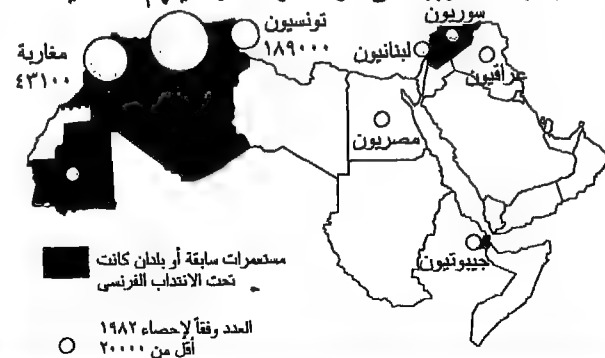 تونسيون
١٨٩٠٠٠
مغاربة
٤٣١٠٠
سوريون
لبنانيون
عراقيون
مصريون
جيبوتيون
مستعمرات سابقة أو بلدان كانت
تحت الانتداب الفرنسي
العدد وفقاً لإحصاء ١٩٨٢
أقل من ٢٠٠٠٠